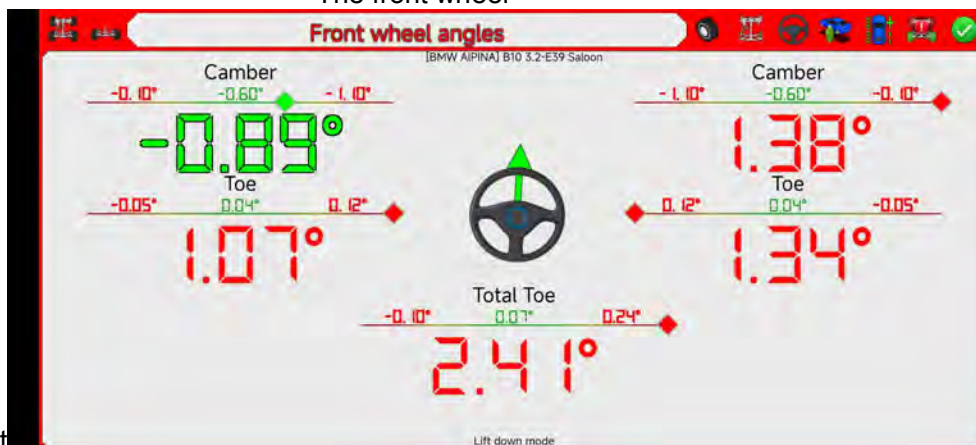 The front wheel
Front wheel angles
[BMW AlPINA] B10 3.2-E39 Saloon
Camber Camber
-0.10° -0.60° -1.10° -1.10° -0.60° -0.10°
-0.89° 1.38°
Toe Toe
-0.05° 0.04° 0.12° 0.12° 0.04° -0.05°
1.07° 1.34°
Total Toe
-0.10° 0.07° 0.24°
2.41°
t Lift down mode